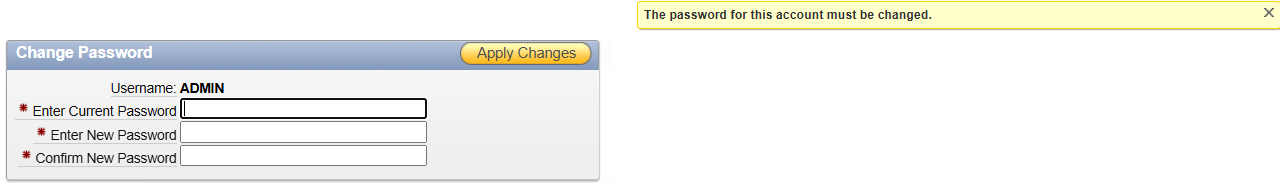 The password for this account must be changed.
Change Password
Apply Changes
Username: ADMIN
* Enter Current Password
* Enter New Password
* Confirm New Password